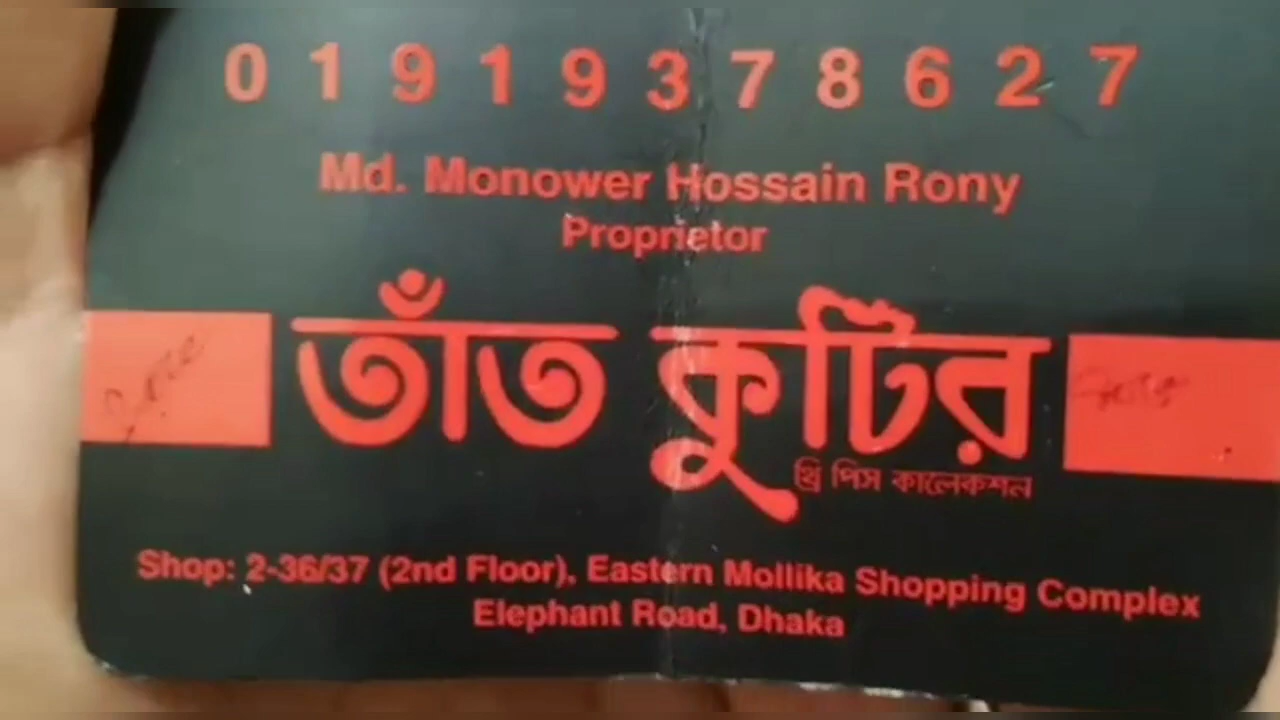 01919378627
Md. Monower Hossain Rony
Proprietor
তাঁত কুটির
থ্রি পিস কালেকশন
Shop: 2-36/37 (2nd Floor), Eastern Mollika Shopping Complex
Elephant Road, Dhaka